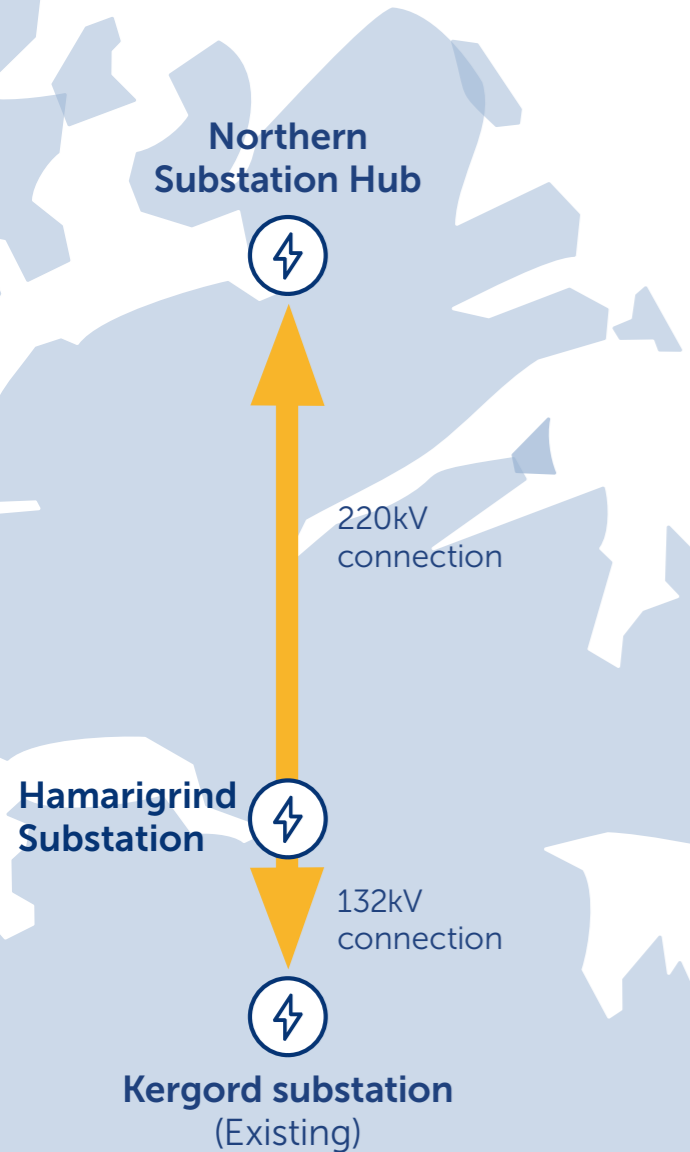 Northern
Substation Hub
220kV
connection
Hamarigrind
Substation
132kV
connection
Kergord substation
(Existing)